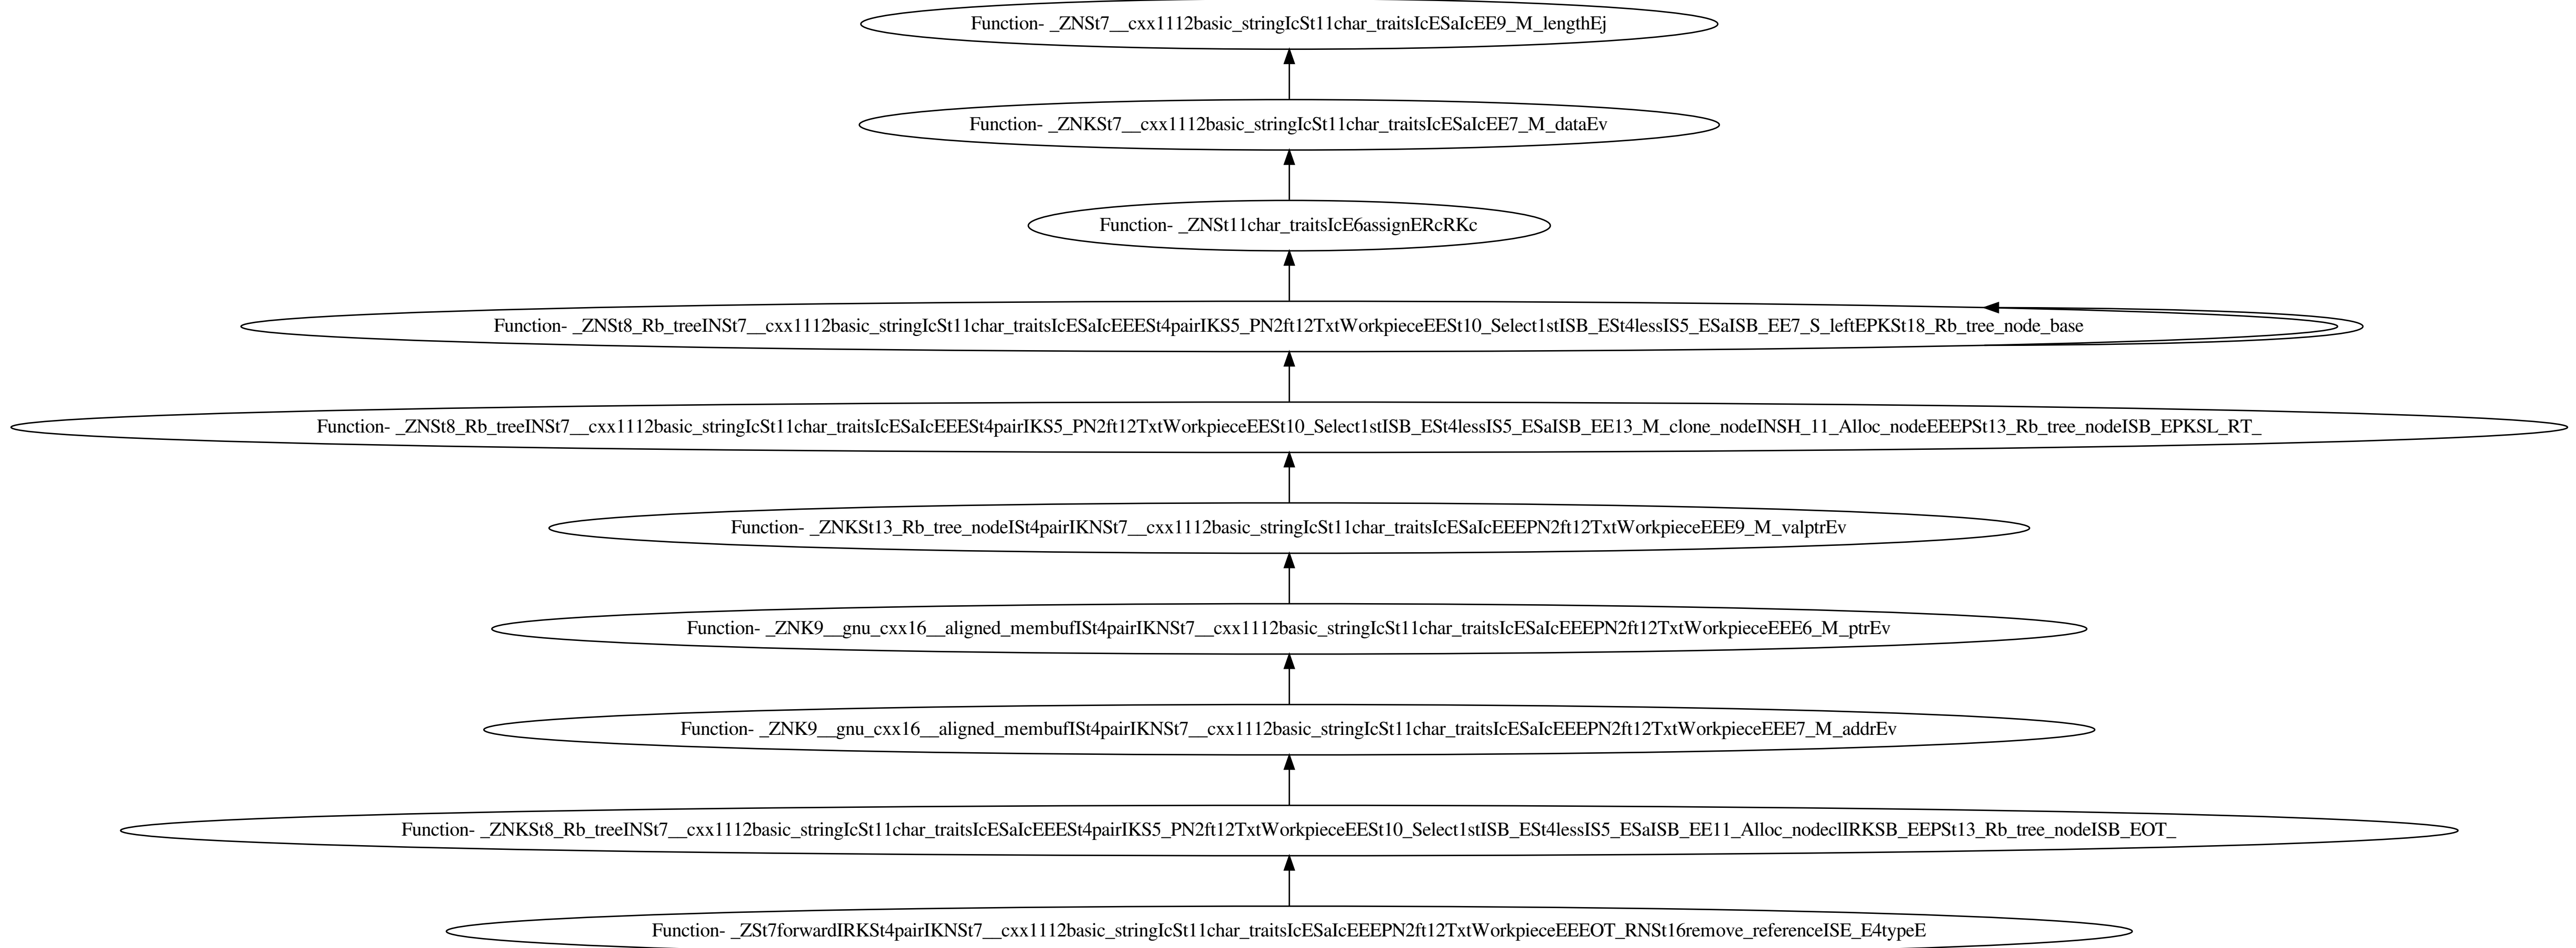 Function- _ZNSt7__cxx1112basic_stringIcSt11char_traitsIcESaIcEE9_M_lengthEj
Function- _ZNKSt7__cxx1112basic_stringIcSt11char_traitsIcESaIcEE7_M_dataEv
Function- _ZNSt11char_traitsIcE6assignERcRKc
Function- _ZNSt8_Rb_treeINSt7__cxx1112basic_stringIcSt11char_traitsIcESaIcEEESt4pairIKS5_PN2ft12TxtWorkpieceEESt10_Select1stISB_ESt4lessIS5_ESaISB_EE7_S_leftEPKSt18_Rb_tree_node_base
Function- _ZNSt8_Rb_treeINSt7__cxx1112basic_stringIcSt11char_traitsIcESaIcEEESt4pairIKS5_PN2ft12TxtWorkpieceEESt10_Select1stISB_ESt4lessIS5_ESaISB_EE13_M_clone_nodeINSH_11_Alloc_nodeEEEPSt13_Rb_tree_nodeISB_EPKSL_RT_
Function- _ZNKSt13_Rb_tree_nodeISt4pairIKNSt7__cxx1112basic_stringIcSt11char_traitsIcESaIcEEEPN2ft12TxtWorkpieceEEE9_M_valptrEv
Function- _ZNK9__gnu_cxx16__aligned_membufISt4pairIKNSt7__cxx1112basic_stringIcSt11char_traitsIcESaIcEEEPN2ft12TxtWorkpieceEEE6_M_ptrEv
Function- _ZNK9__gnu_cxx16__aligned_membufISt4pairIKNSt7__cxx1112basic_stringIcSt11char_traitsIcESaIcEEEPN2ft12TxtWorkpieceEEE7_M_addrEv
Function- _ZNKSt8_Rb_treeINSt7__cxx1112basic_stringIcSt11char_traitsIcESaIcEEESt4pairIKS5_PN2ft12TxtWorkpieceEESt10_Select1stISB_ESt4lessIS5_ESaISB_EE11_Alloc_nodeclIRKSB_EEPSt13_Rb_tree_nodeISB_EOT_
Function- _ZSt7forwardIRKSt4pairIKNSt7__cxx1112basic_stringIcSt11char_traitsIcESaIcEEEPN2ft12TxtWorkpieceEEEOT_RNSt16remove_referenceISE_E4typeE